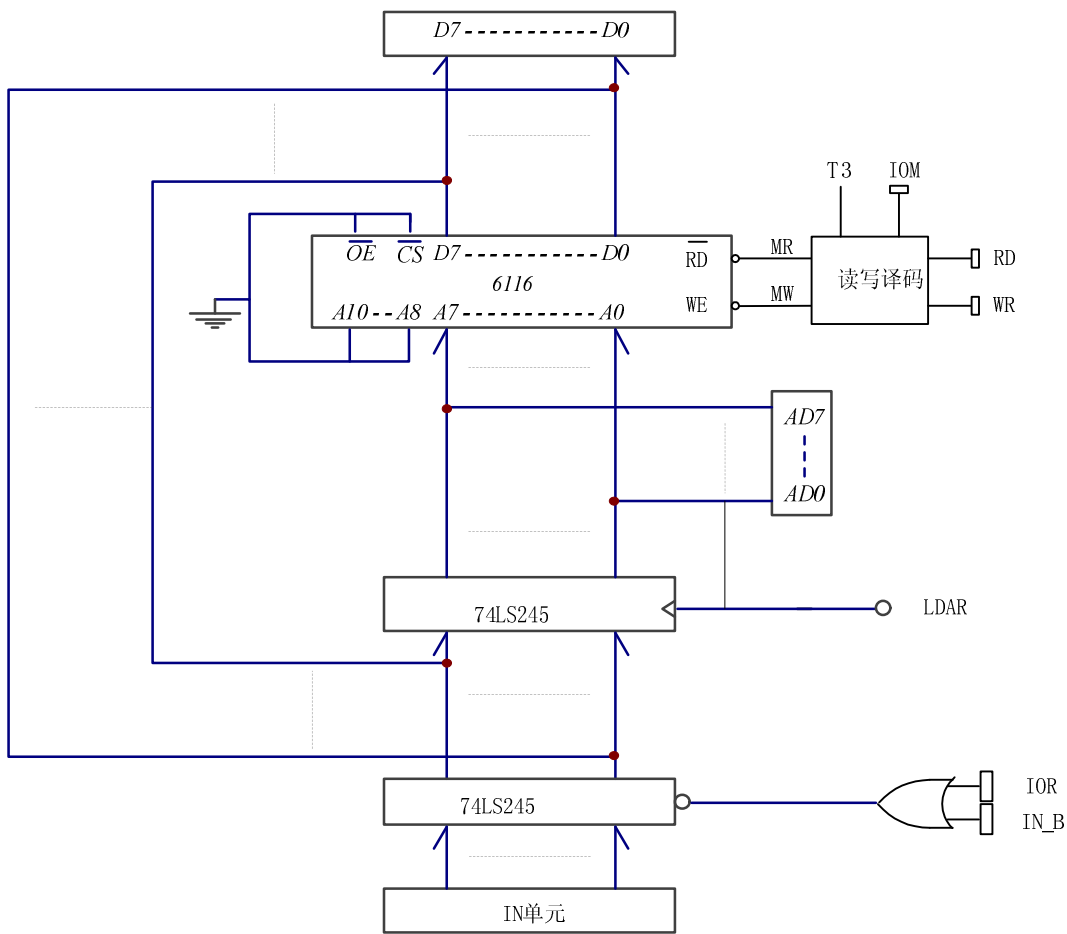 D7 ------------ D0
T3 IOM
OE CS D7 ------------ D0 RD
6116
A10 -- A8 A7 ------------ A0 WE
MR
MW
读写译码
RD
WR
AD7
AD0
74LS245
LDAR
74LS245
IOR
IN_B
IN单元